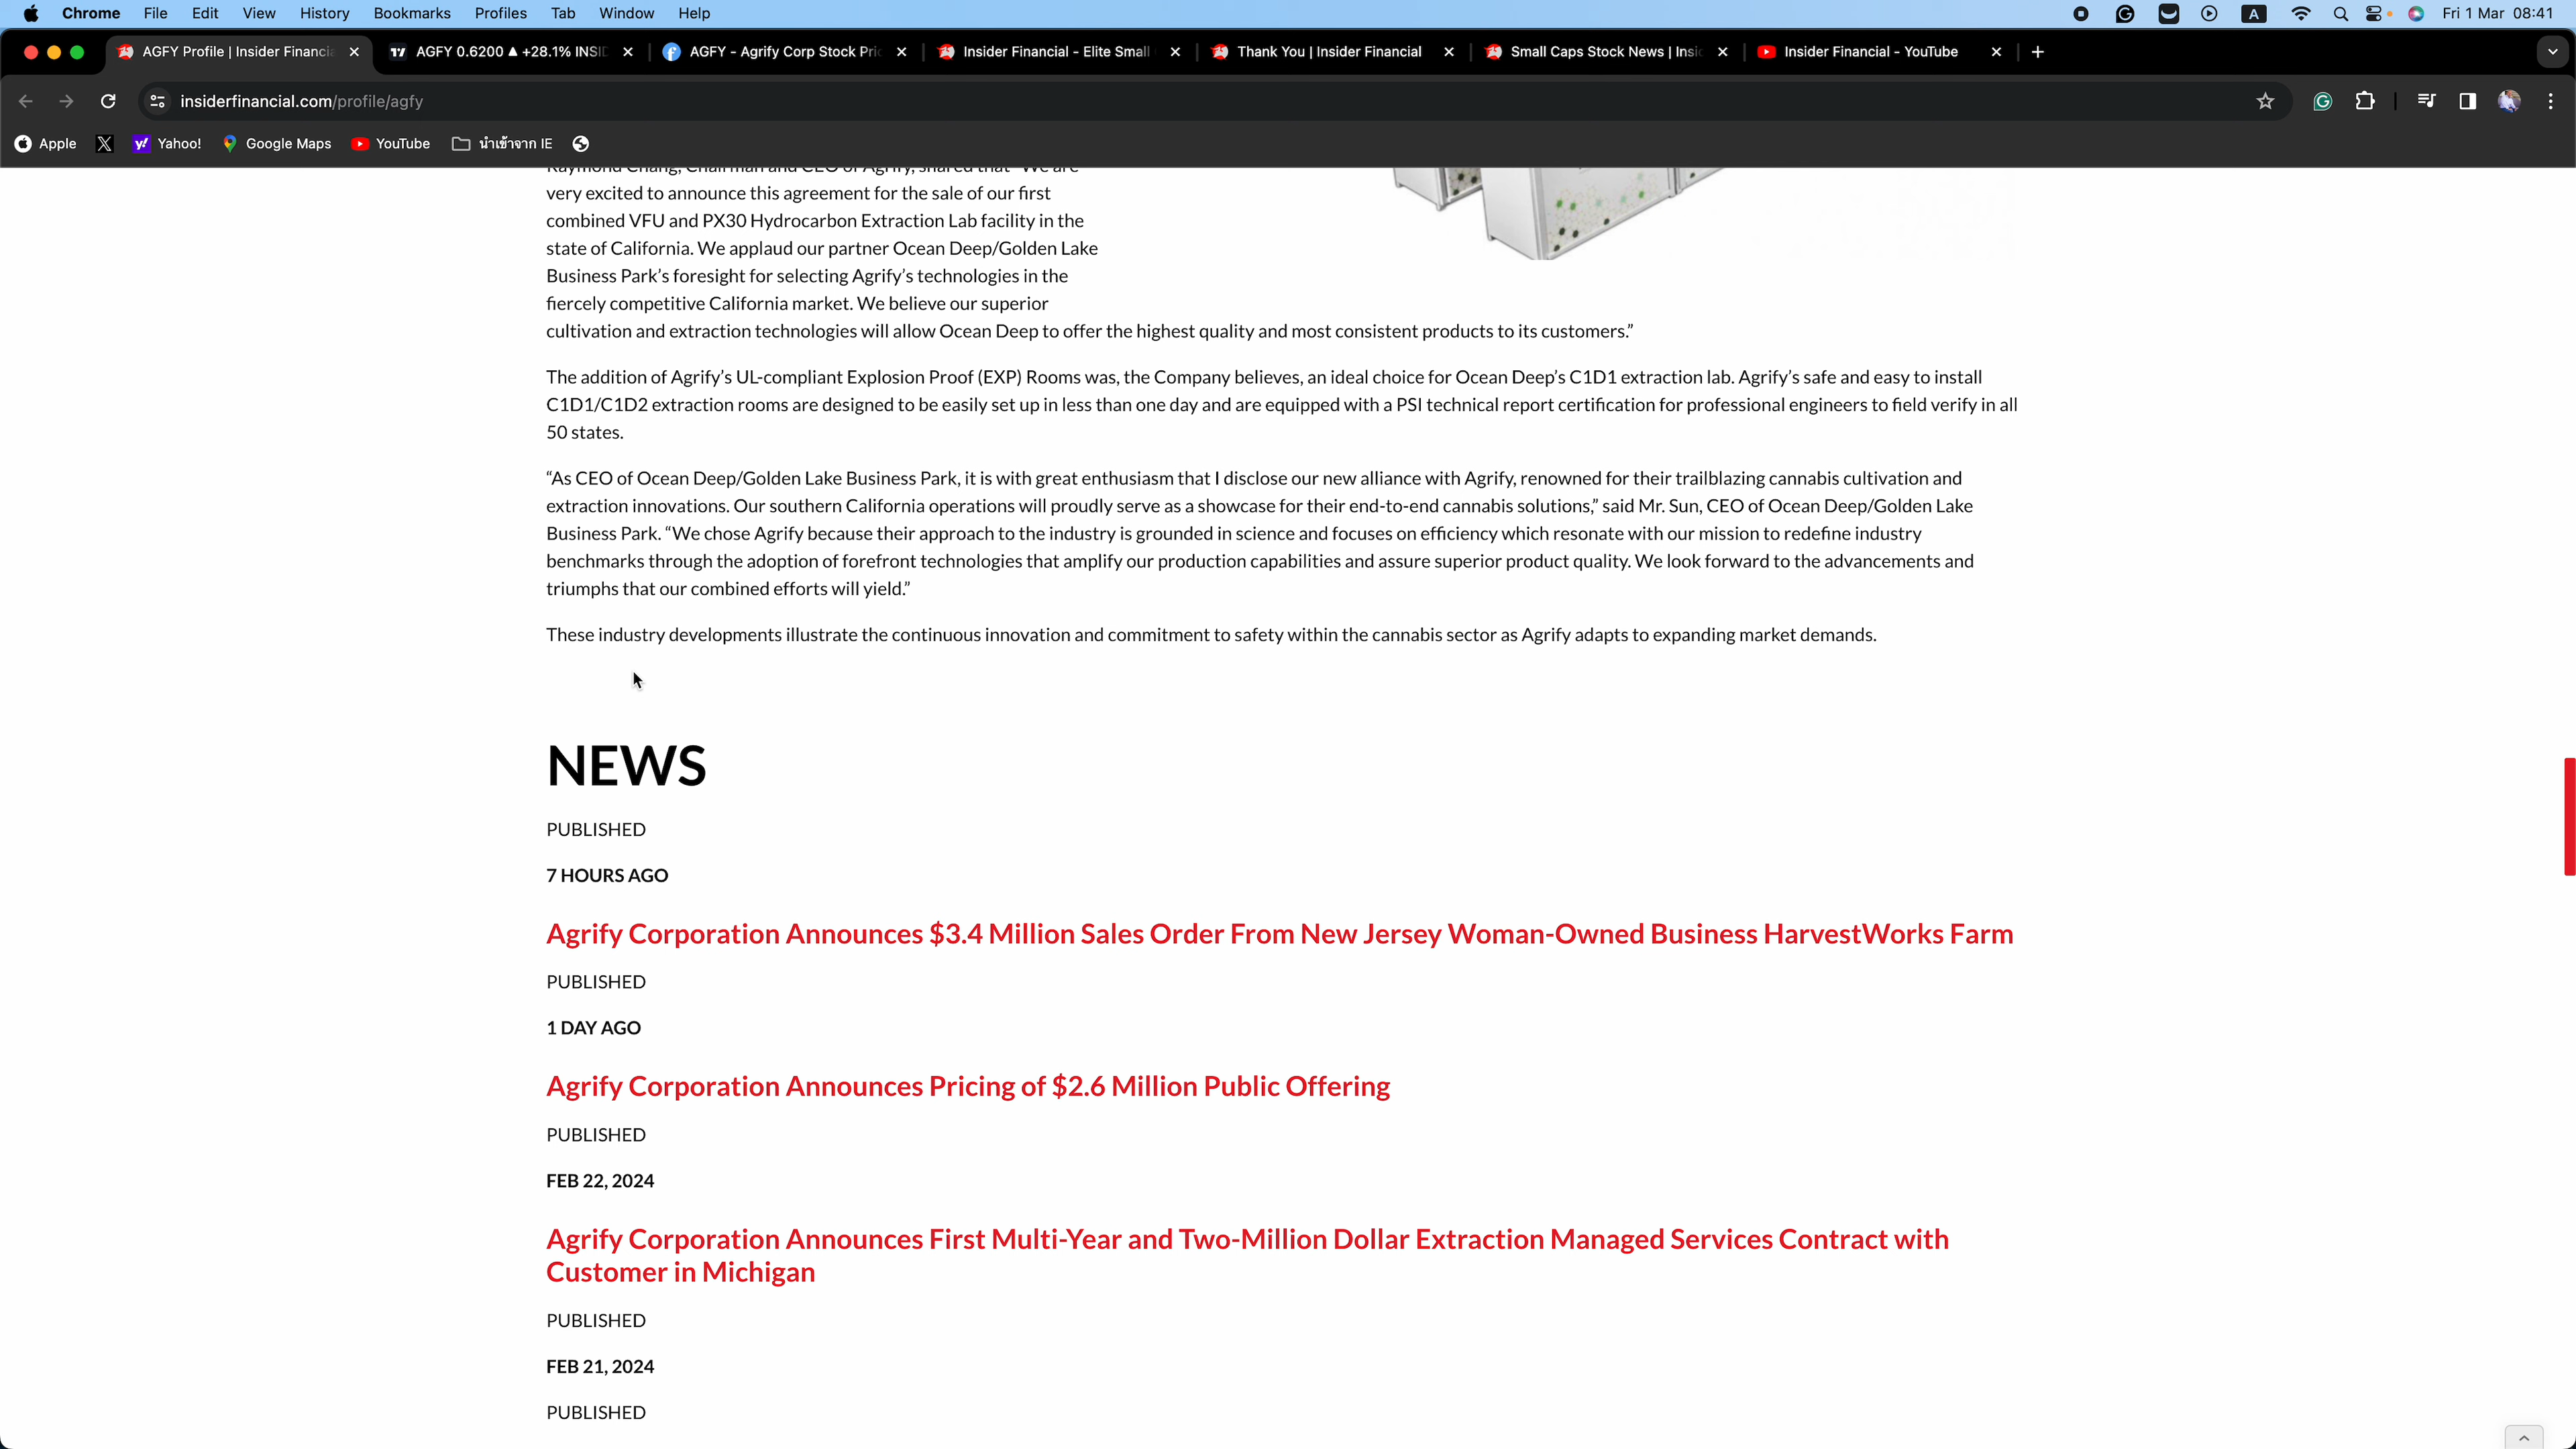 Chrome File Edit View History Bookmarks Profiles Tab Window Help A Fri 1 Mar 08:41
AGFY Profile | Insider Financia AGFY 0.6200 ▲ +28.1% INSID AGFY - Agrify Corp Stock Pric Insider Financial - Elite Small Thank You | Insider Financial Small Caps Stock News | Insid Insider Financial - YouTube
insiderfinancial.com/profile/agfy
Apple Yahoo! Google Maps YouTube นำเข้าจาก IE
Raymond Chang, Chairman and CEO of Agrify, shared that “We are
very excited to announce this agreement for the sale of our first
combined VFU and PX30 Hydrocarbon Extraction Lab facility in the
state of California. We applaud our partner Ocean Deep/Golden Lake
Business Park’s foresight for selecting Agrify’s technologies in the
fiercely competitive California market. We believe our superior
cultivation and extraction technologies will allow Ocean Deep to offer the highest quality and most consistent products to its customers.”
The addition of Agrify’s UL-compliant Explosion Proof (EXP) Rooms was, the Company believes, an ideal choice for Ocean Deep’s C1D1 extraction lab. Agrify’s safe and easy to install
C1D1/C1D2 extraction rooms are designed to be easily set up in less than one day and are equipped with a PSI technical report certification for professional engineers to field verify in all
50 states.
“As CEO of Ocean Deep/Golden Lake Business Park, it is with great enthusiasm that I disclose our new alliance with Agrify, renowned for their trailblazing cannabis cultivation and
extraction innovations. Our southern California operations will proudly serve as a showcase for their end-to-end cannabis solutions,” said Mr. Sun, CEO of Ocean Deep/Golden Lake
Business Park. “We chose Agrify because their approach to the industry is grounded in science and focuses on efficiency which resonate with our mission to redefine industry
benchmarks through the adoption of forefront technologies that amplify our production capabilities and assure superior product quality. We look forward to the advancements and
triumphs that our combined efforts will yield.”
These industry developments illustrate the continuous innovation and commitment to safety within the cannabis sector as Agrify adapts to expanding market demands.
NEWS
PUBLISHED
7 HOURS AGO
Agrify Corporation Announces $3.4 Million Sales Order From New Jersey Woman-Owned Business HarvestWorks Farm
PUBLISHED
1 DAY AGO
Agrify Corporation Announces Pricing of $2.6 Million Public Offering
PUBLISHED
FEB 22, 2024
Agrify Corporation Announces First Multi-Year and Two-Million Dollar Extraction Managed Services Contract with
Customer in Michigan
PUBLISHED
FEB 21, 2024
PUBLISHED